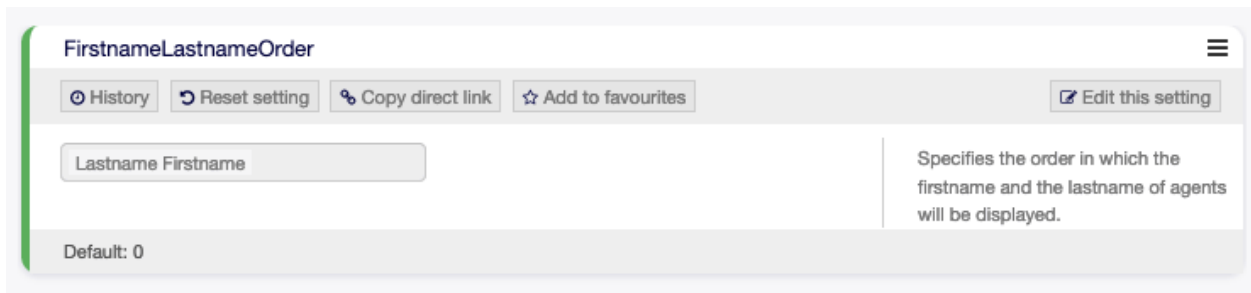 FirstnameLastnameOrder
History Reset setting Copy direct link Add to favourites Edit this setting
Lastname Firstname
Specifies the order in which the
firstname and the lastname of agents
will be displayed.
Default: 0